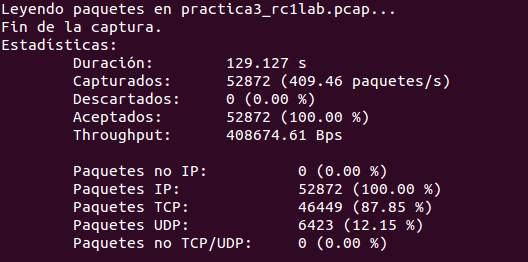 Leyendo paquetes en practica3_rc1lab.pcap...
Fin de la captura.
Estadísticas:
Duración: 129.127 s
Capturados: 52872 (409.46 paquetes/s)
Descartados: 0 (0.00 %)
Aceptados: 52872 (100.00 %)
Throughput: 408674.61 Bps
Paquetes no IP: 0 (0.00 %)
Paquetes IP: 52872 (100.00 %)
Paquetes TCP: 46449 (87.85 %)
Paquetes UDP: 6423 (12.15 %)
Paquetes no TCP/UDP: 0 (0.00 %)